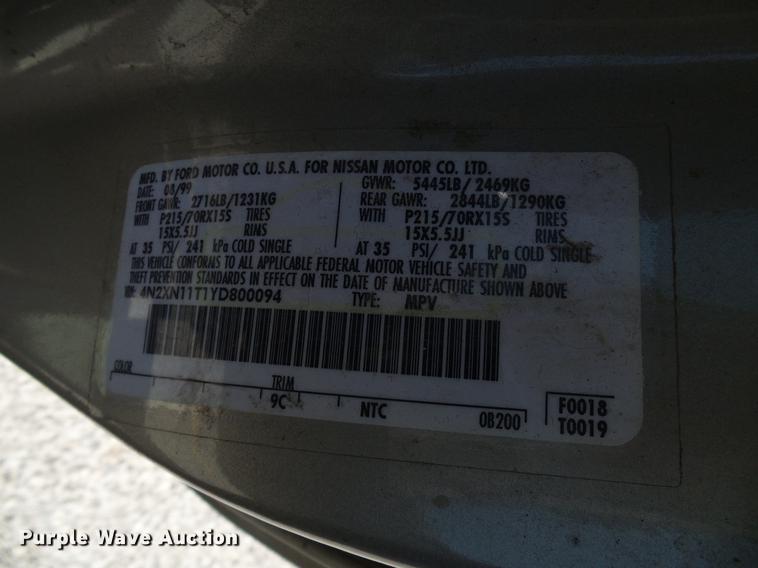 MFD. BY FORD MOTOR CO. U.S.A. FOR NISSAN MOTOR CO. LTD.
DATE: 08/99 GVWR: 5445LB/ 2469KG
FRONT GAWR: 2716LB/1231KG REAR GAWR: 2844LB/1290KG
WITH P215/70RX15S TIRES WITH P215/70RX15S TIRES
15X5.5JJ RIMS 15X5.5JJ RIMS
AT 35 PSI/ 241 kPa COLD SINGLE AT 35 PSI/ 241 kPa COLD SINGLE
THIS VEHICLE CONFORMS TO ALL APPLICABLE FEDERAL MOTOR VEHICLE SAFETY AND
THEFT PREVENTION STANDARDS IN EFFECT ON THE DATE OF MANUFACTURE SHOWN ABOVE
VIN: 4N2XN11T1YD800094 TYPE: MPV
COLOR TRIM
9C NTC 0B200 F0018
T0019
Purple Wave Auction